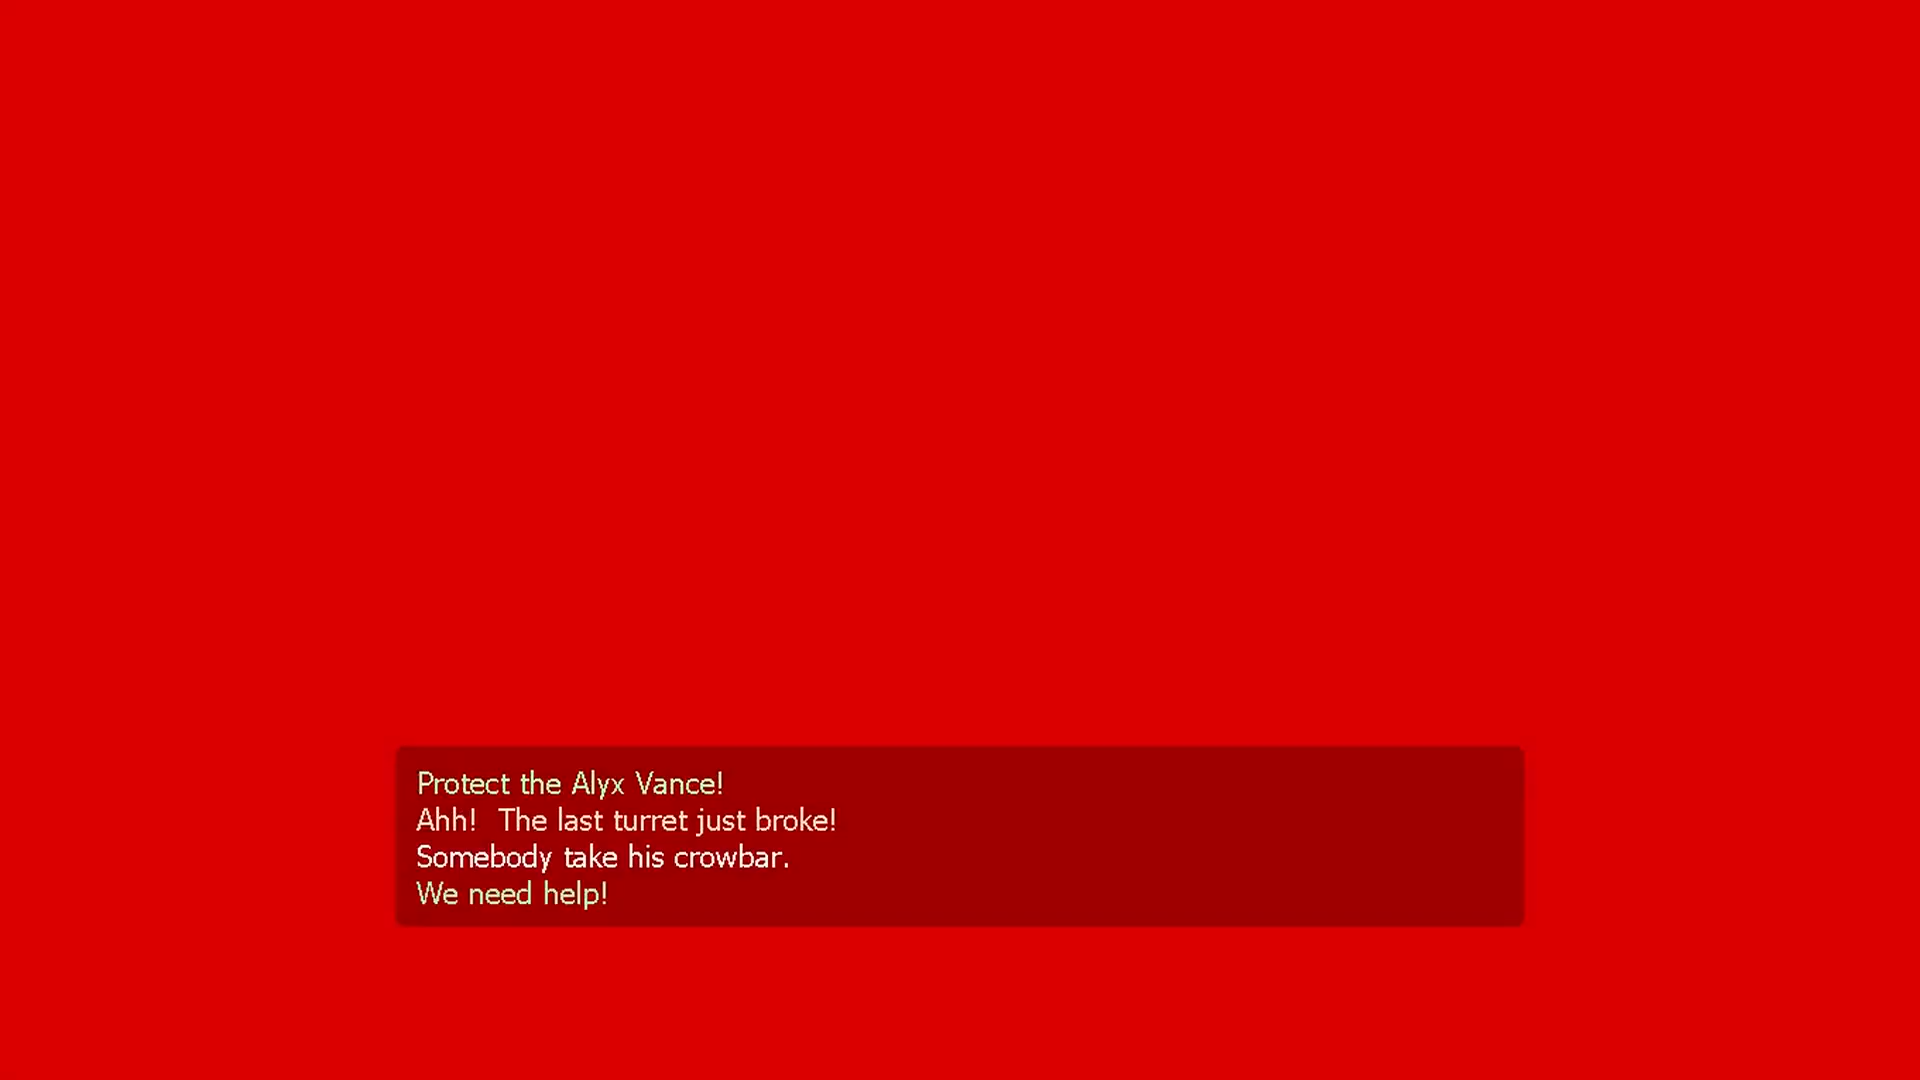 Protect the Alyx Vance!
Ahh!  The last turret just broke!
Somebody take his crowbar.
We need help!